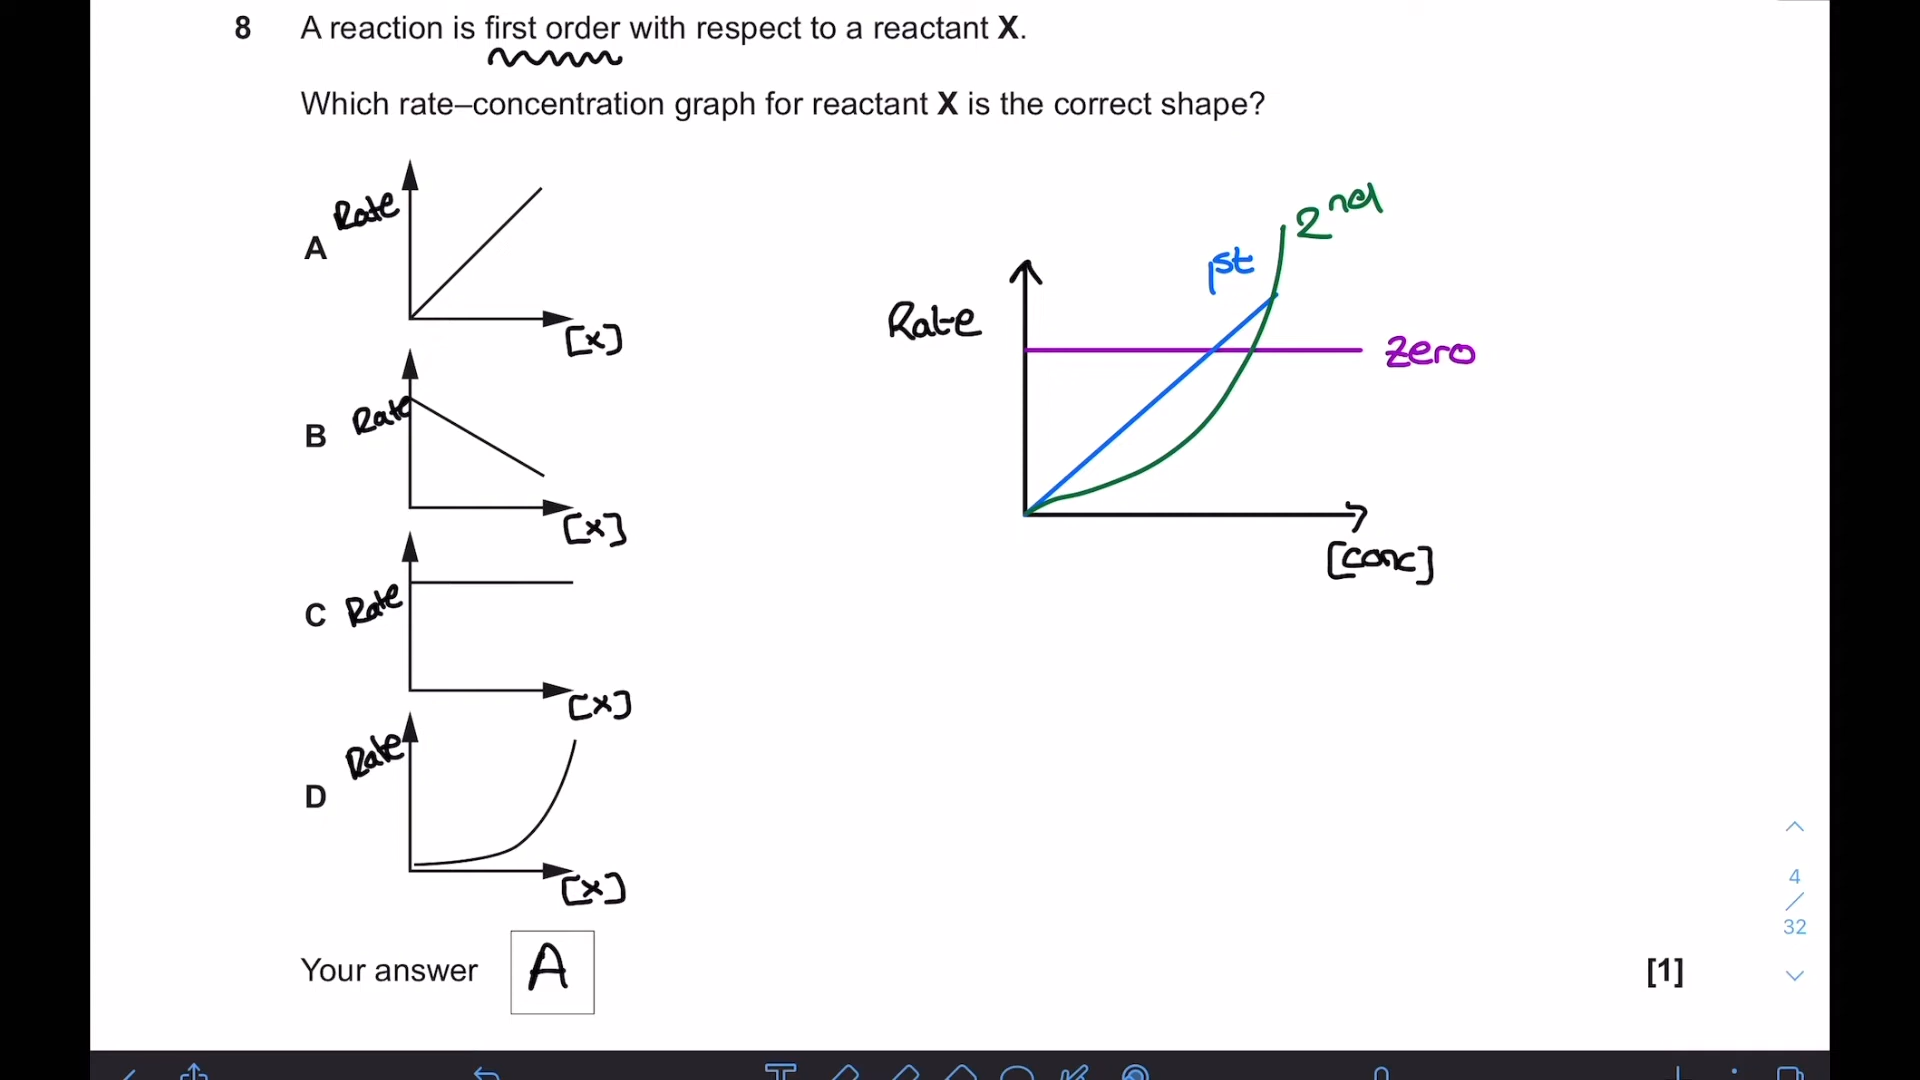 8 A reaction is first order with respect to a reactant X.
Which rate–concentration graph for reactant X is the correct shape?
A Rate
[x]
B Rate
[x]
C Rate
[x]
D Rate
[x]
Rate
1st
2nd
zero
[conc]
Your answer A
[1]
4
/
32